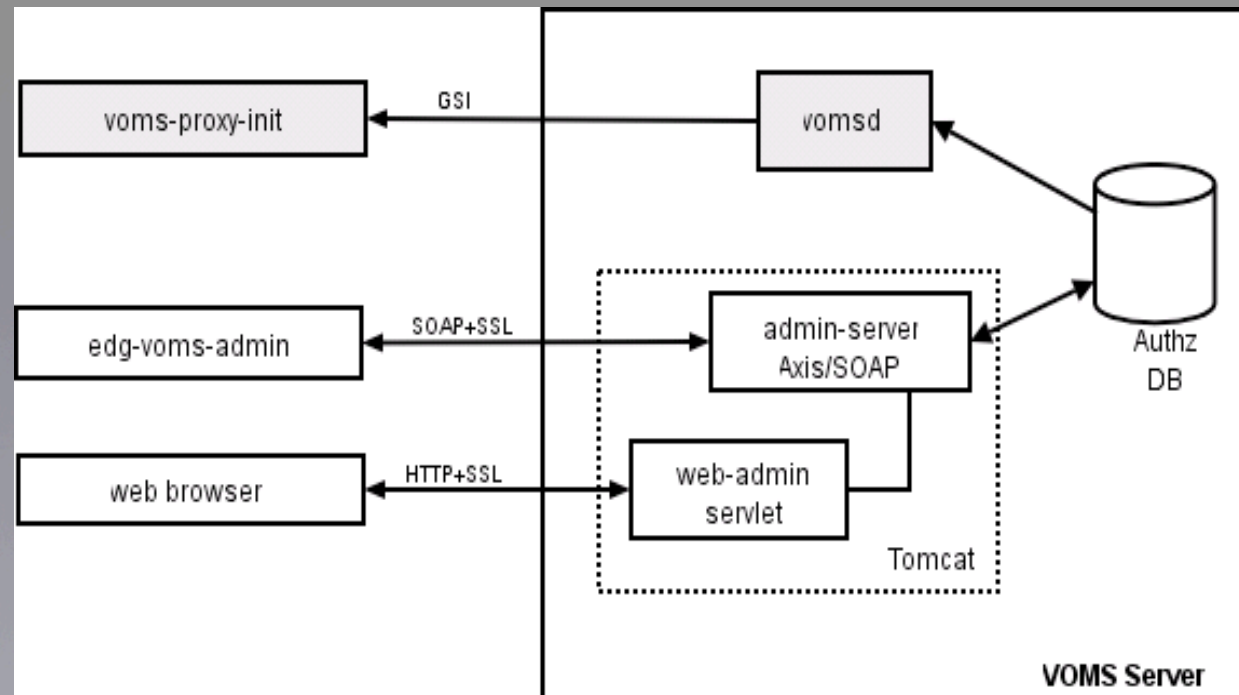 GSI
voms-proxy-init
vomsd
SOAP+SSL
edg-voms-admin
admin-server
Axis/SOAP
Authz
DB
HTTP+SSL
web browser
web-admin
servlet
Tomcat
VOMS Server